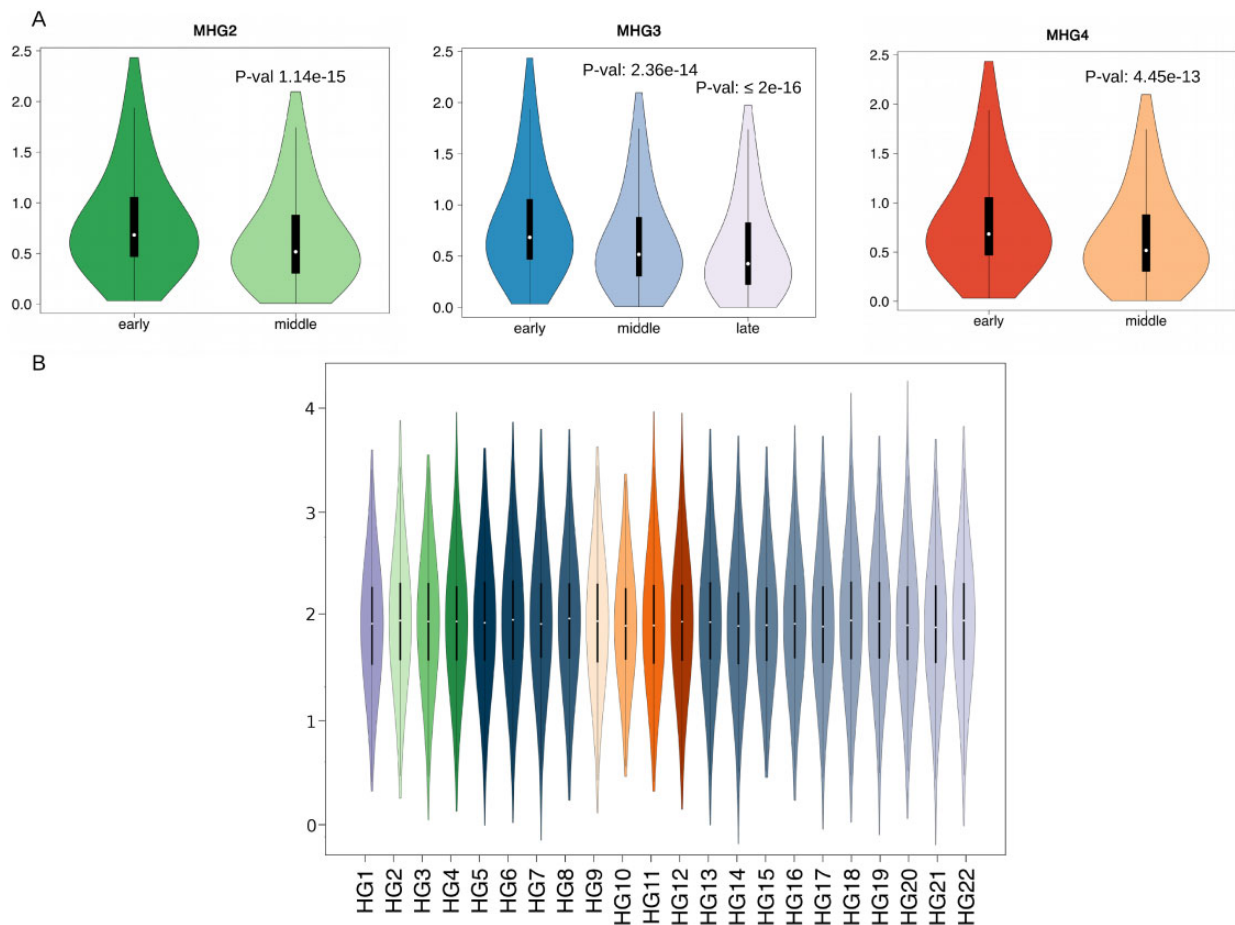 A
MHG2
2.5
2.0
1.5
1.0
0.5
0.0
P-val 1.14e-15
early middle
MHG3
2.5
2.0
1.5
1.0
0.5
0.0
P-val: 2.36e-14
P-val: ≤ 2e-16
early middle late
MHG4
2.5
2.0
1.5
1.0
0.5
0.0
P-val: 4.45e-13
early middle
B
4
3
2
1
0
HG1
HG2
HG3
HG4
HG5
HG6
HG7
HG8
HG9
HG10
HG11
HG12
HG13
HG14
HG15
HG16
HG17
HG18
HG19
HG20
HG21
HG22